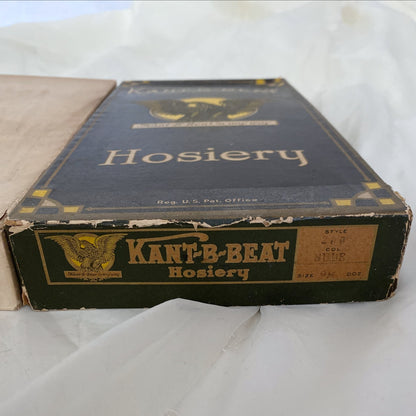 KANT-B-BEAT
Hosiery
Reg. U.S. Pat. Office
KANT-B-BEAT
Hosiery
STYLE
COL.
SIZE DOZ.